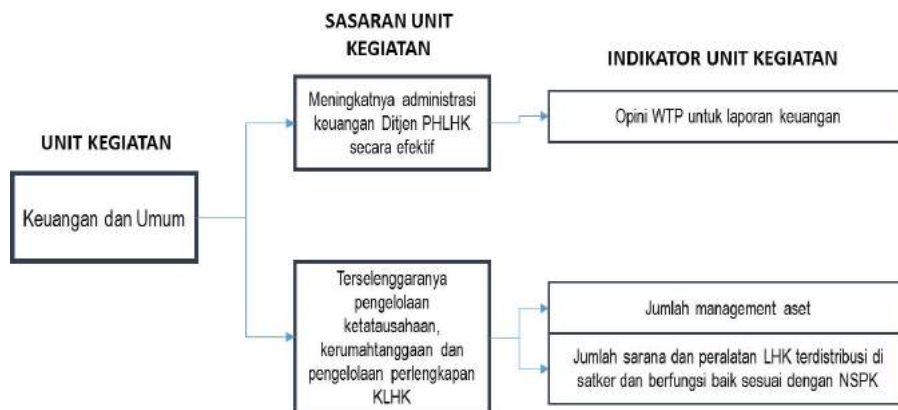 SASARAN UNIT
KEGIATAN
INDIKATOR UNIT KEGIATAN
UNIT KEGIATAN
Keuangan dan Umum
Meningkatnya administrasi
keuangan Ditjen PHLHK
secara efektif
Opini WTP untuk laporan keuangan
Terselenggaranya
pengelolaan
ketatausahaan,
kerumahtanggaan dan
pengelolaan perlengkapan
KLHK
Jumlah management aset
Jumlah sarana dan peralatan LHK terdistribusi di
satker dan berfungsi baik sesuai dengan NSPK